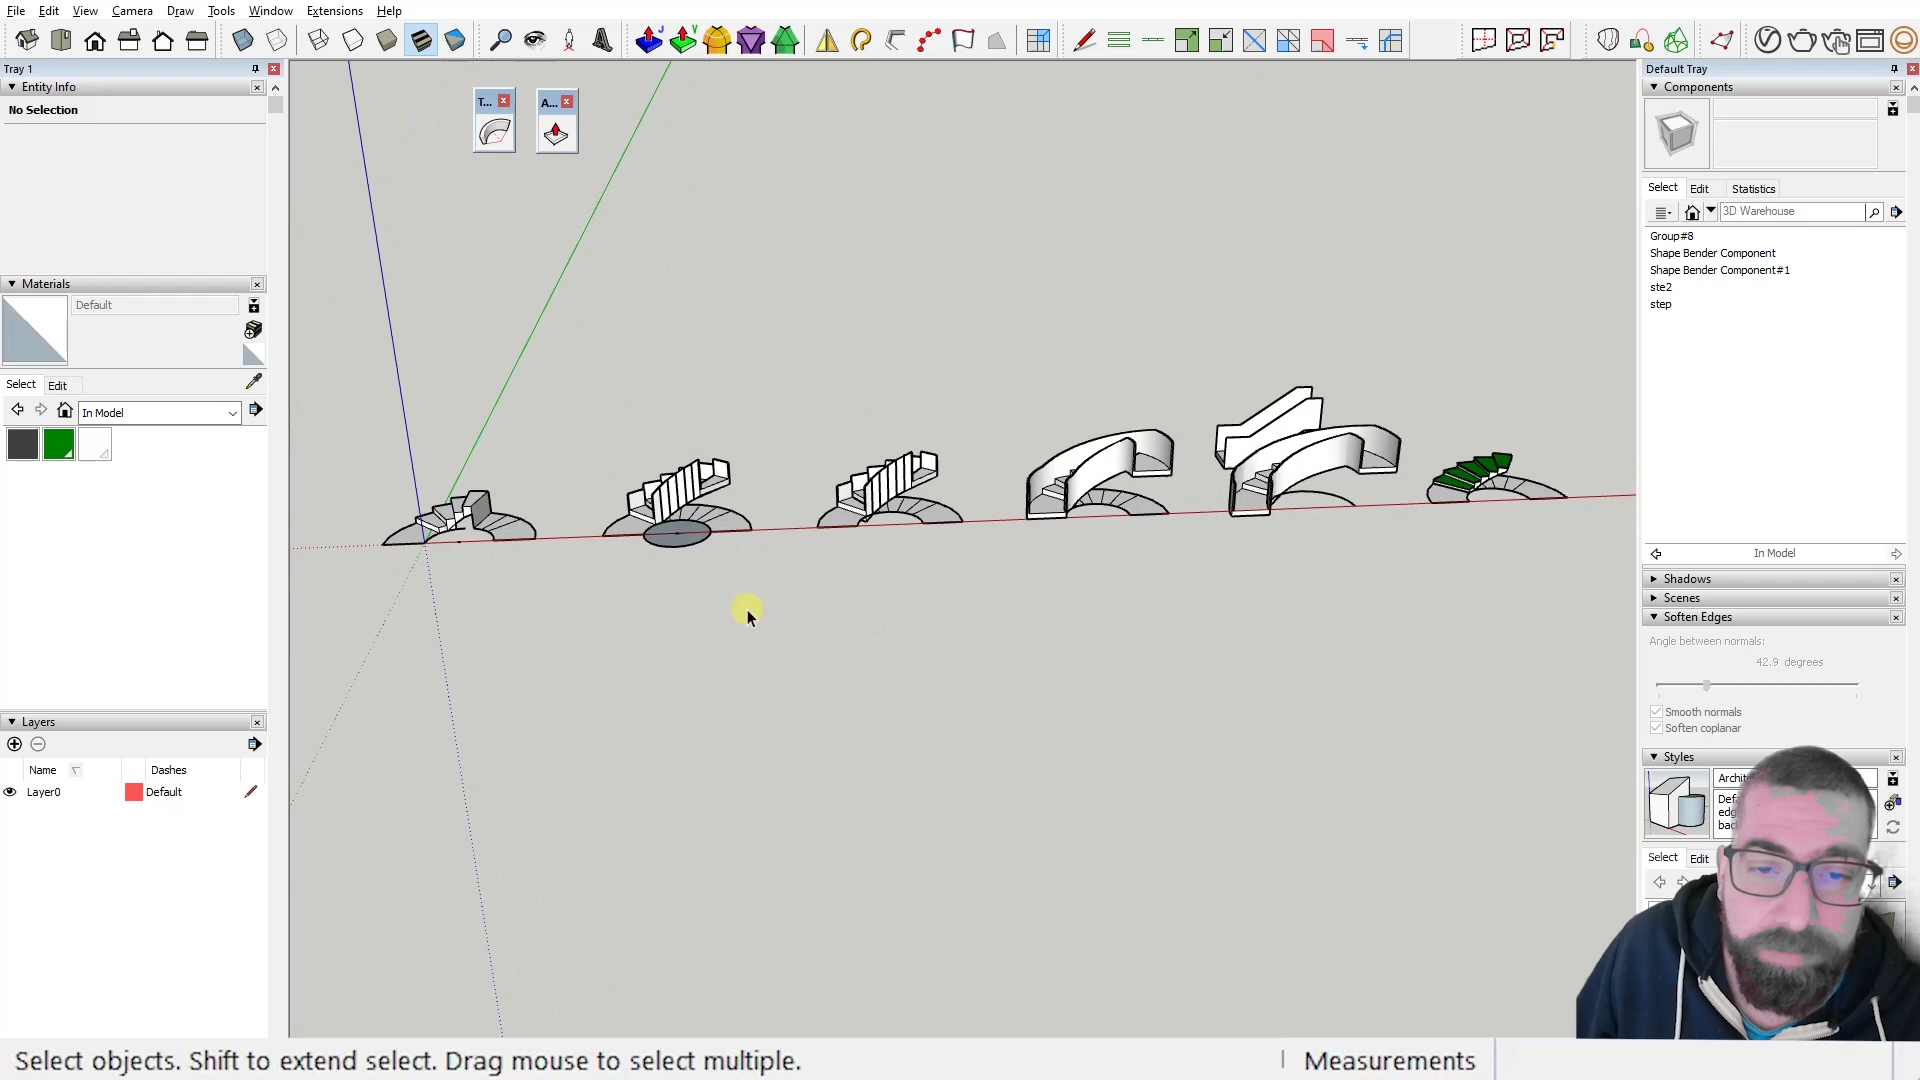 File Edit View Camera Draw Tools Window Extensions Help
Tray 1
Entity Info
No Selection
Materials
Default
Select Edit
In Model
Layers
Name Dashes
Layer0 Default
T...
A...
Default Tray
Components
Select Edit Statistics
3D Warehouse
Group#8
Shape Bender Component
Shape Bender Component#1
ste2
step
In Model
Shadows
Scenes
Soften Edges
Angle between normals:
42.9 degrees
Smooth normals
Soften coplanar
Styles
Archit
Def
edg
bac
Select Edit
Select objects. Shift to extend select. Drag mouse to select multiple.
Measurements